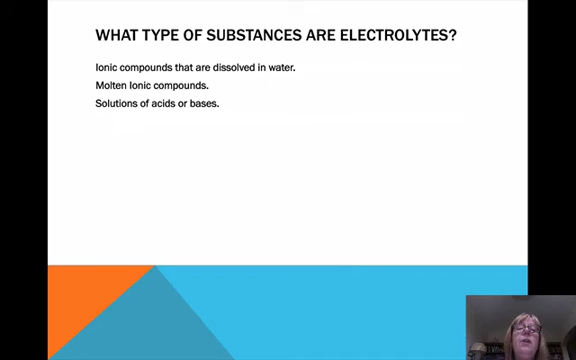 WHAT TYPE OF SUBSTANCES ARE ELECTROLYTES?
Ionic compounds that are dissolved in water.
Molten Ionic compounds.
Solutions of acids or bases.